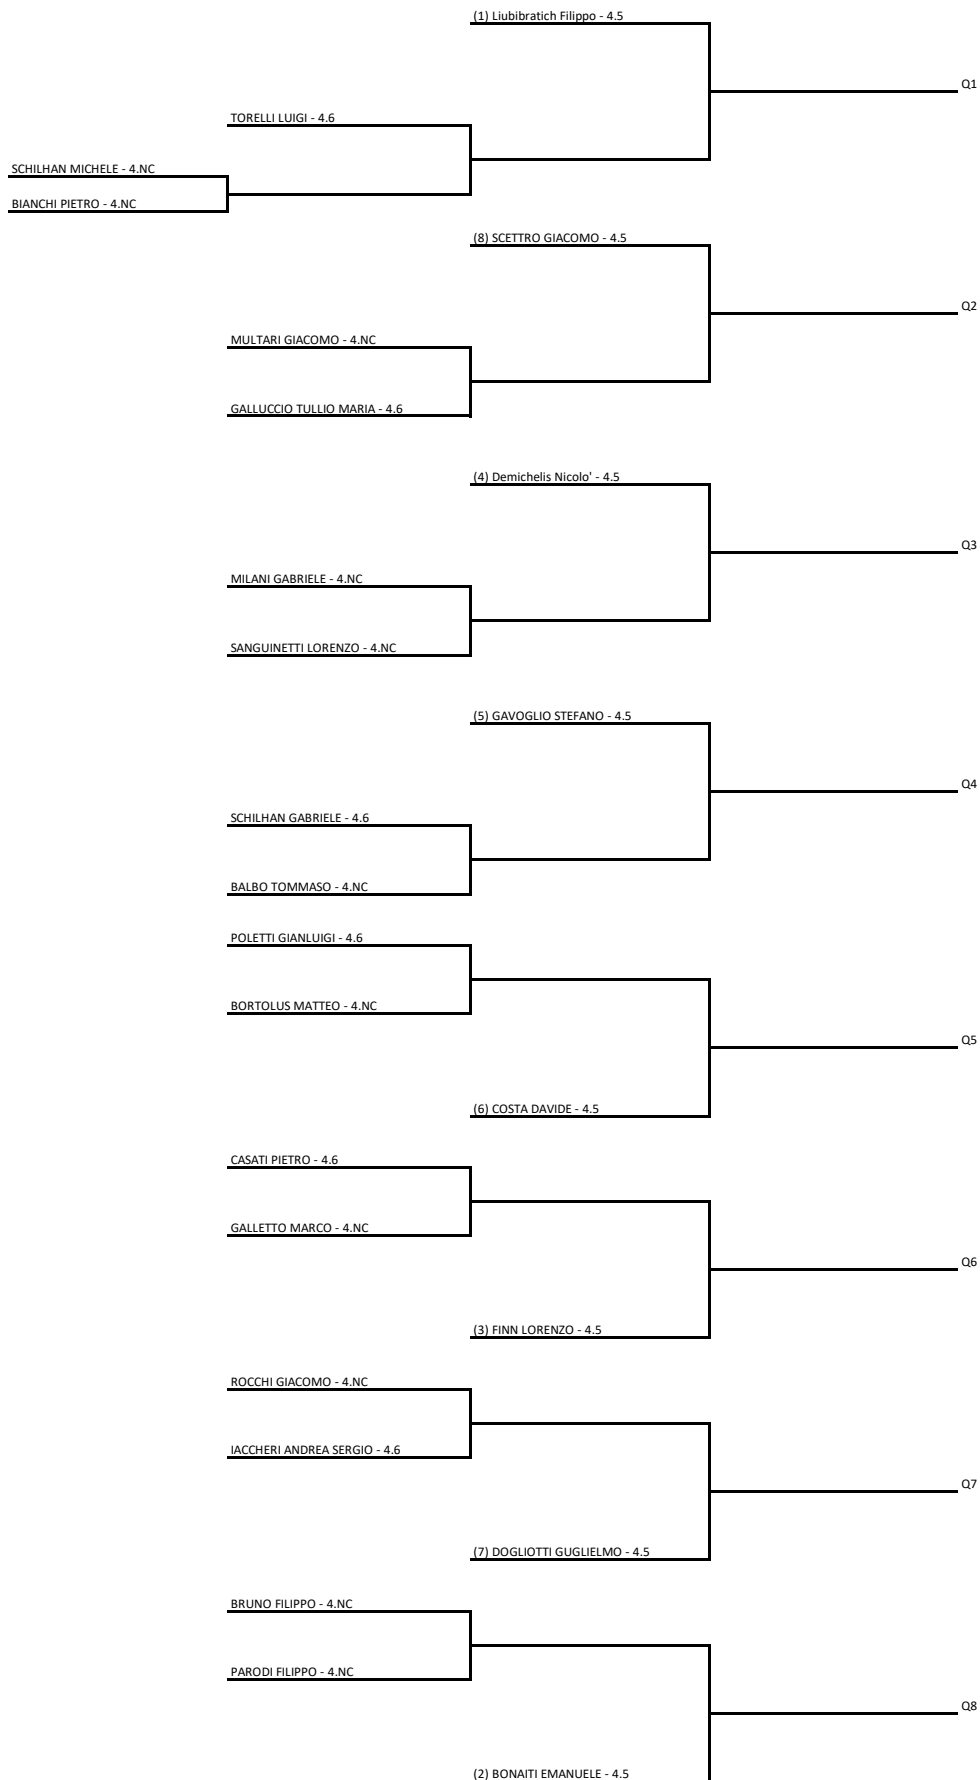 (1) Liubibratich Filippo - 4.5
Q1
TORELLI LUIGI - 4.6
SCHILHAN MICHELE - 4.NC
BIANCHI PIETRO - 4.NC
(8) SCETTRO GIACOMO - 4.5
Q2
MULTARI GIACOMO - 4.NC
GALLUCCIO TULLIO MARIA - 4.6
(4) Demichelis Nicolo' - 4.5
Q3
MILANI GABRIELE - 4.NC
SANGUINETTI LORENZO - 4.NC
(5) GAVOGLIO STEFANO - 4.5
Q4
SCHILHAN GABRIELE - 4.6
BALBO TOMMASO - 4.NC
POLETTI GIANLUIGI - 4.6
BORTOLUS MATTEO - 4.NC
Q5
(6) COSTA DAVIDE - 4.5
CASATI PIETRO - 4.6
GALLETTO MARCO - 4.NC
Q6
(3) FINN LORENZO - 4.5
ROCCHI GIACOMO - 4.NC
IACCHERI ANDREA SERGIO - 4.6
Q7
(7) DOGLIOTTI GUGLIELMO - 4.5
BRUNO FILIPPO - 4.NC
PARODI FILIPPO - 4.NC
Q8
(2) BONAITI EMANUELE - 4.5